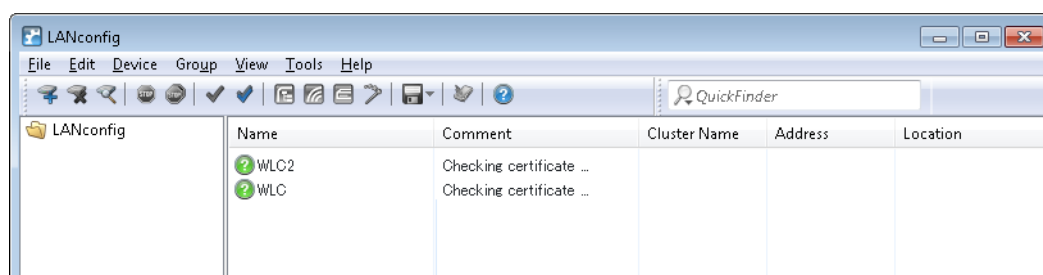 LANconfig
File Edit Device Group View Tools Help
QuickFinder
LANconfig
Name Comment Cluster Name Address Location
WLC2 Checking certificate ...
WLC Checking certificate ...